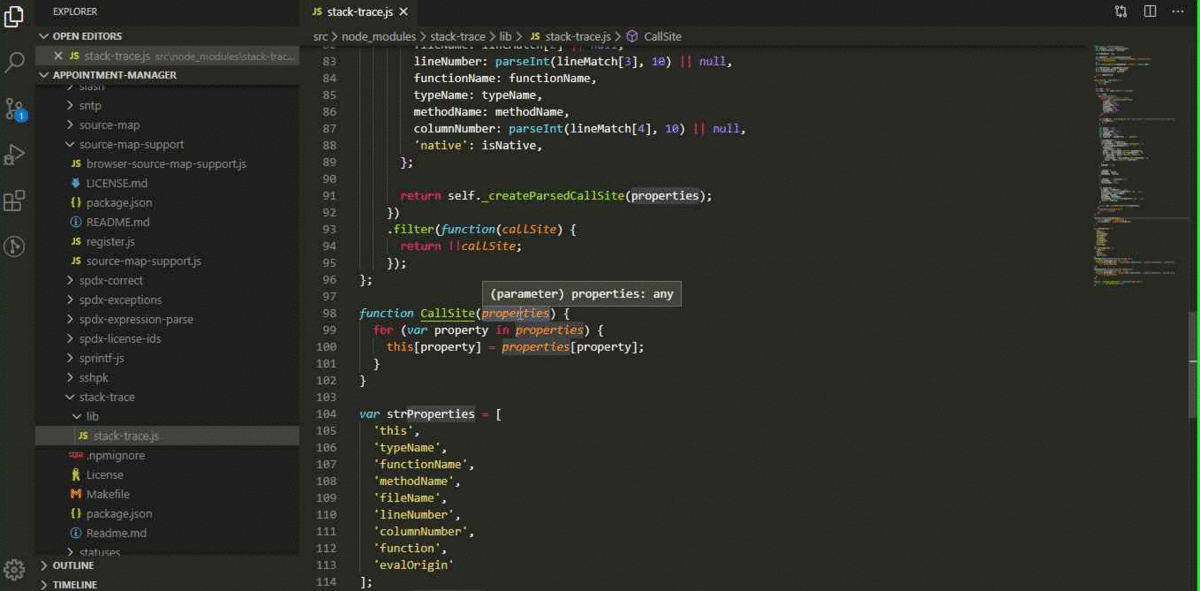 EXPLORER
OPEN EDITORS
stack-trace.js src\node_modules\stack-trac...
APPOINTMENT-MANAGER
slash
sntp
source-map
source-map-support
JS browser-source-map-support.js
LICENSE.md
{} package.json
README.md
JS register.js
JS source-map-support.js
spdx-correct
spdx-exceptions
spdx-expression-parse
spdx-license-ids
sprintf-js
sshpk
stack-trace
lib
JS stack-trace.js
.npmignore
License
Makefile
{} package.json
Readme.md
statuses
OUTLINE
TIMELINE
1
JS stack-trace.js
src > node_modules > stack-trace > lib > JS stack-trace.js > CallSite
82 fileName: lineMatch[2] || null,
83 lineNumber: parseInt(lineMatch[3], 10) || null,
84 functionName: functionName,
85 typeName: typeName,
86 methodName: methodName,
87 columnNumber: parseInt(lineMatch[4], 10) || null,
88 'native': isNative,
89 };
90
91 return self._createParsedCallSite(properties);
92 })
93 .filter(function(callSite) {
94 return !!callSite;
95 });
96 };
97
(parameter) properties: any
98 function CallSite(properties) {
99 for (var property in properties) {
100 this[property] = properties[property];
101 }
102 }
103
104 var strProperties = [
105 'this',
106 'typeName',
107 'functionName',
108 'methodName',
109 'fileName',
110 'lineNumber',
111 'columnNumber',
112 'function',
113 'evalOrigin'
114 ];